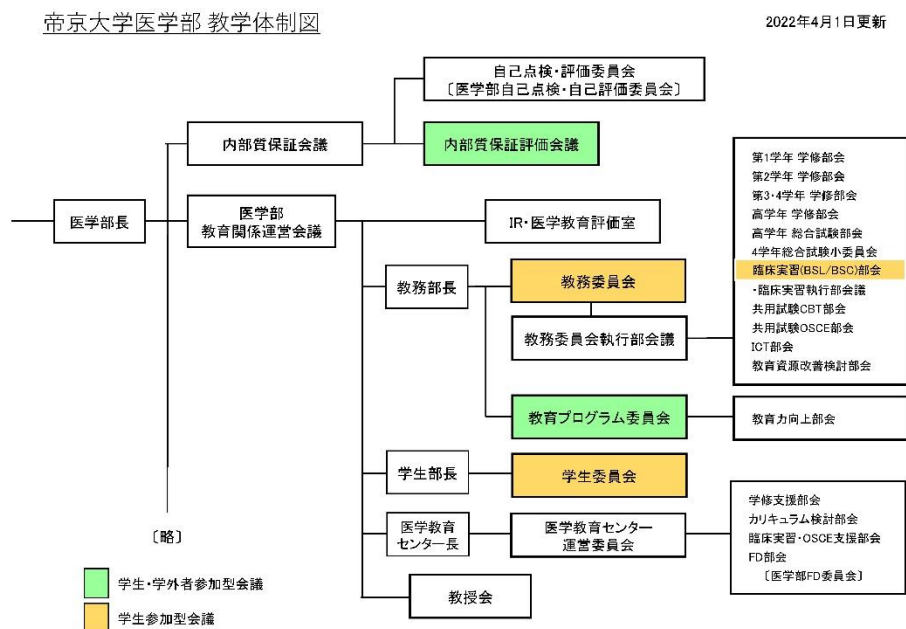 帝京大学医学部 教学体制図
2022年4月1日更新
自己点検・評価委員会
〔医学部自己点検・自己評価委員会〕
内部質保証会議
内部質保証評価会議
医学部長
医学部
教育関係運営会議
IR・医学教育評価室
教務部長
教務委員会
教務委員会執行部会議
第1学年 学修部会
第2学年 学修部会
第3・4学年 学修部会
高学年 学修部会
高学年 総合試験部会
4学年総合試験小委員会
臨床実習(BSL/BSC)部会
・臨床実習執行部会議
共用試験CBT部会
共用試験OSCE部会
ICT部会
教育資源改善検討部会
教育プログラム委員会
教育力向上部会
学生部長
学生委員会
医学教育
センター長
医学教育センター
運営委員会
学修支援部会
カリキュラム検討部会
臨床実習・OSCE支援部会
FD部会
〔医学部FD委員会〕
教授会
〔略〕
学生・学外者参加型会議
学生参加型会議